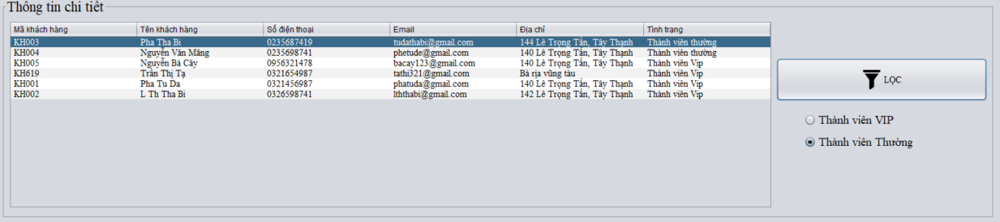 Thông tin chi tiết
Mã khách hàng Tên khách hàng Số điện thoại Email Địa chỉ Tình trạng
KH003 Pha Tha Bi 0235687419 tudathabi@gmail.com 144 Lê Trọng Tấn, Tây Thạnh Thành viên thường
KH004 Nguyễn Văn Măng 0235698741 phetude@gmail.com 140 Lê Trọng Tấn, Tây Thạnh Thành viên thường
KH005 Nguyễn Bá Cây 0956321478 bacay123@gmail.com 140 Lê Trọng Tấn, Tây Thạnh Thành viên Vip
KH619 Trần Thị Tạ 0321654987 tathi321@gmail.com Bà rịa vũng tàu Thành viên Vip
KH001 Pha Tu Da 0321456987 phatuda@gmail.com 140 Lê Trọng Tấn, Tây Thạnh Thành viên Vip
KH002 L Th Tha Bi 0326598741 lththabi@gmail.com 142 Lê Trọng Tấn, Tây Thạnh Thành viên Vip
LỌC
Thành viên VIP
Thành viên Thường